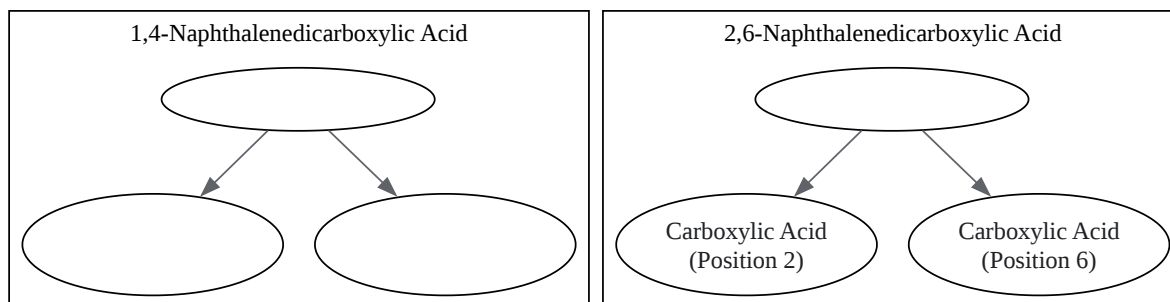 1,4-Naphthalenedicarboxylic Acid
2,6-Naphthalenedicarboxylic Acid
Carboxylic Acid
(Position 2)
Carboxylic Acid
(Position 6)